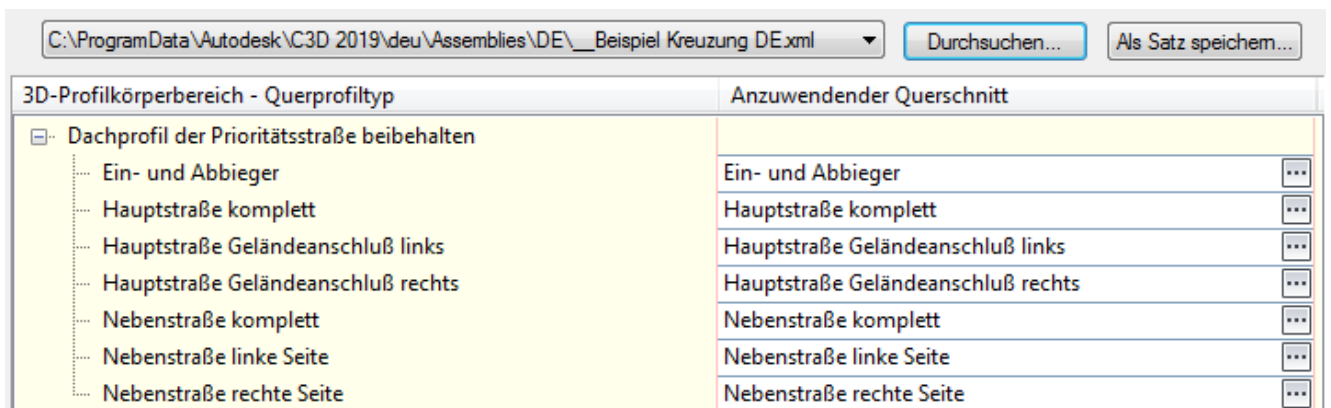 C:\ProgramData\Autodesk\C3D 2019\deu\Assemblies\DE\__Beispiel Kreuzung DE.xml Durchsuchen... Als Satz speichern...
3D-Profilkörperbereich - Querprofiltyp Anzuwendender Querschnitt
Dachprofil der Prioritätsstraße beibehalten
Ein- und Abbieger Ein- und Abbieger ...
Hauptstraße komplett Hauptstraße komplett ...
Hauptstraße Geländeanschluß links Hauptstraße Geländeanschluß links ...
Hauptstraße Geländeanschluß rechts Hauptstraße Geländeanschluß rechts ...
Nebenstraße komplett Nebenstraße komplett ...
Nebenstraße linke Seite Nebenstraße linke Seite ...
Nebenstraße rechte Seite Nebenstraße rechte Seite ...